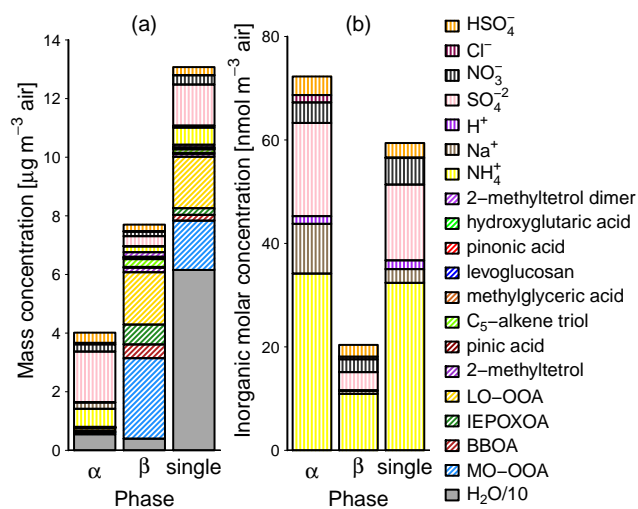 (a)
(b)
Mass concentration [μg m−3 air]
14
12
10
8
6
4
2
0
α
β
single
Phase
Inorganic molar concentration [nmol m−3 air]
80
60
40
20
0
α
β
single
Phase
HSO4−
Cl−
NO3−
SO4−2
H+
Na+
NH4+
2−methyltetrol dimer
hydroxyglutaric acid
pinonic acid
levoglucosan
methylglyceric acid
C5−alkene triol
pinic acid
2−methyltetrol
LO−OOA
IEPOXOA
BBOA
MO−OOA
H2O/10